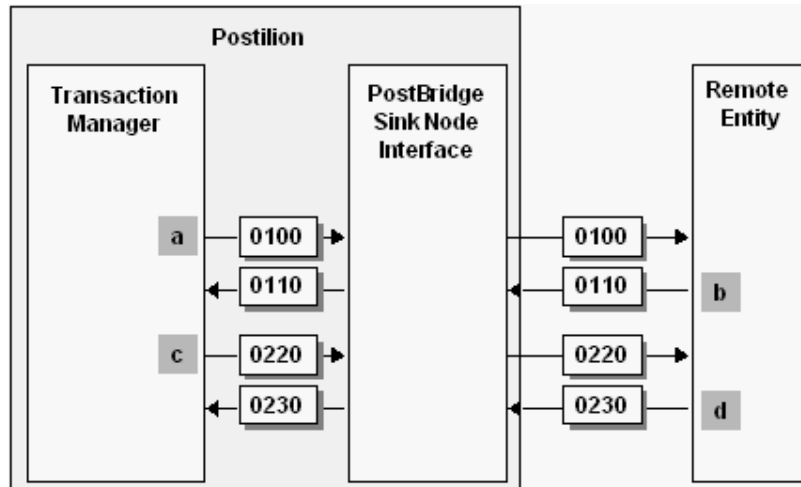 Postilion
Transaction
Manager
PostBridge
Sink Node
Interface
Remote
Entity
a 0100 0100
0110 0110 b
c 0220 0220
0230 0230 d